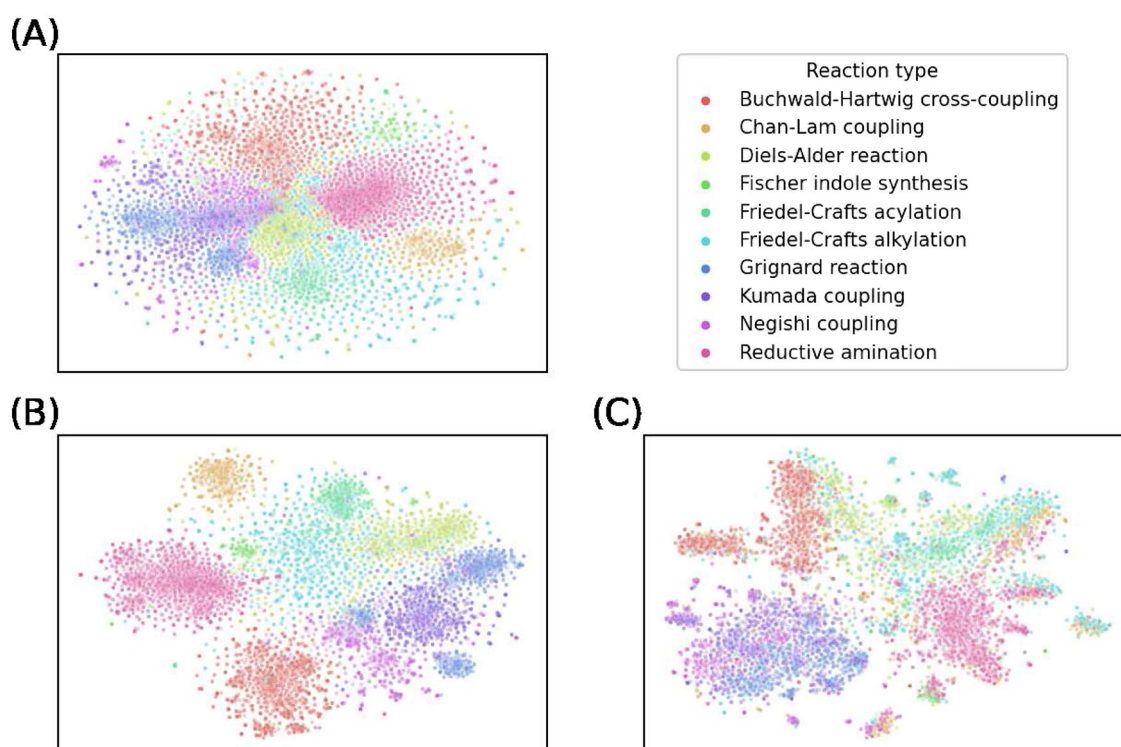 (A)
Reaction type
Buchwald-Hartwig cross-coupling
Chan-Lam coupling
Diels-Alder reaction
Fischer indole synthesis
Friedel-Crafts acylation
Friedel-Crafts alkylation
Grignard reaction
Kumada coupling
Negishi coupling
Reductive amination
(B)
(C)